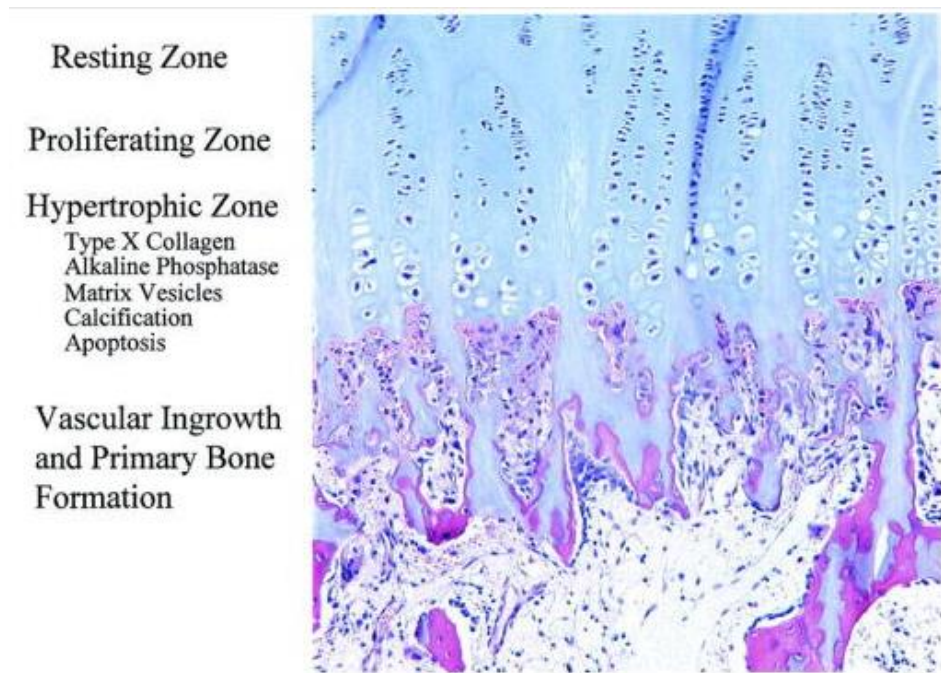 Resting Zone
Proliferating Zone
Hypertrophic Zone
Type X Collagen
Alkaline Phosphatase
Matrix Vesicles
Calcification
Apoptosis
Vascular Ingrowth
and Primary Bone
Formation